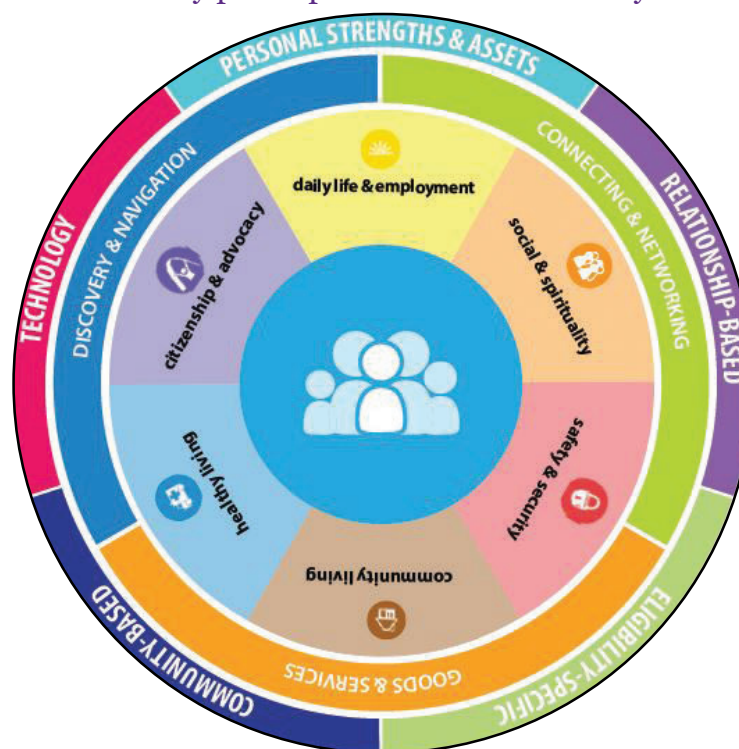 PERSONAL STRENGTHS & ASSETS
RELATIONSHIP-BASED
ELIGIBILITY-SPECIFIC
COMMUNITY-BASED
TECHNOLOGY
CONNECTING & NETWORKING
GOODS & SERVICES
DISCOVERY & NAVIGATION
daily life & employment
social & spirituality
safety & security
community living
healthy living
citizenship & advocacy